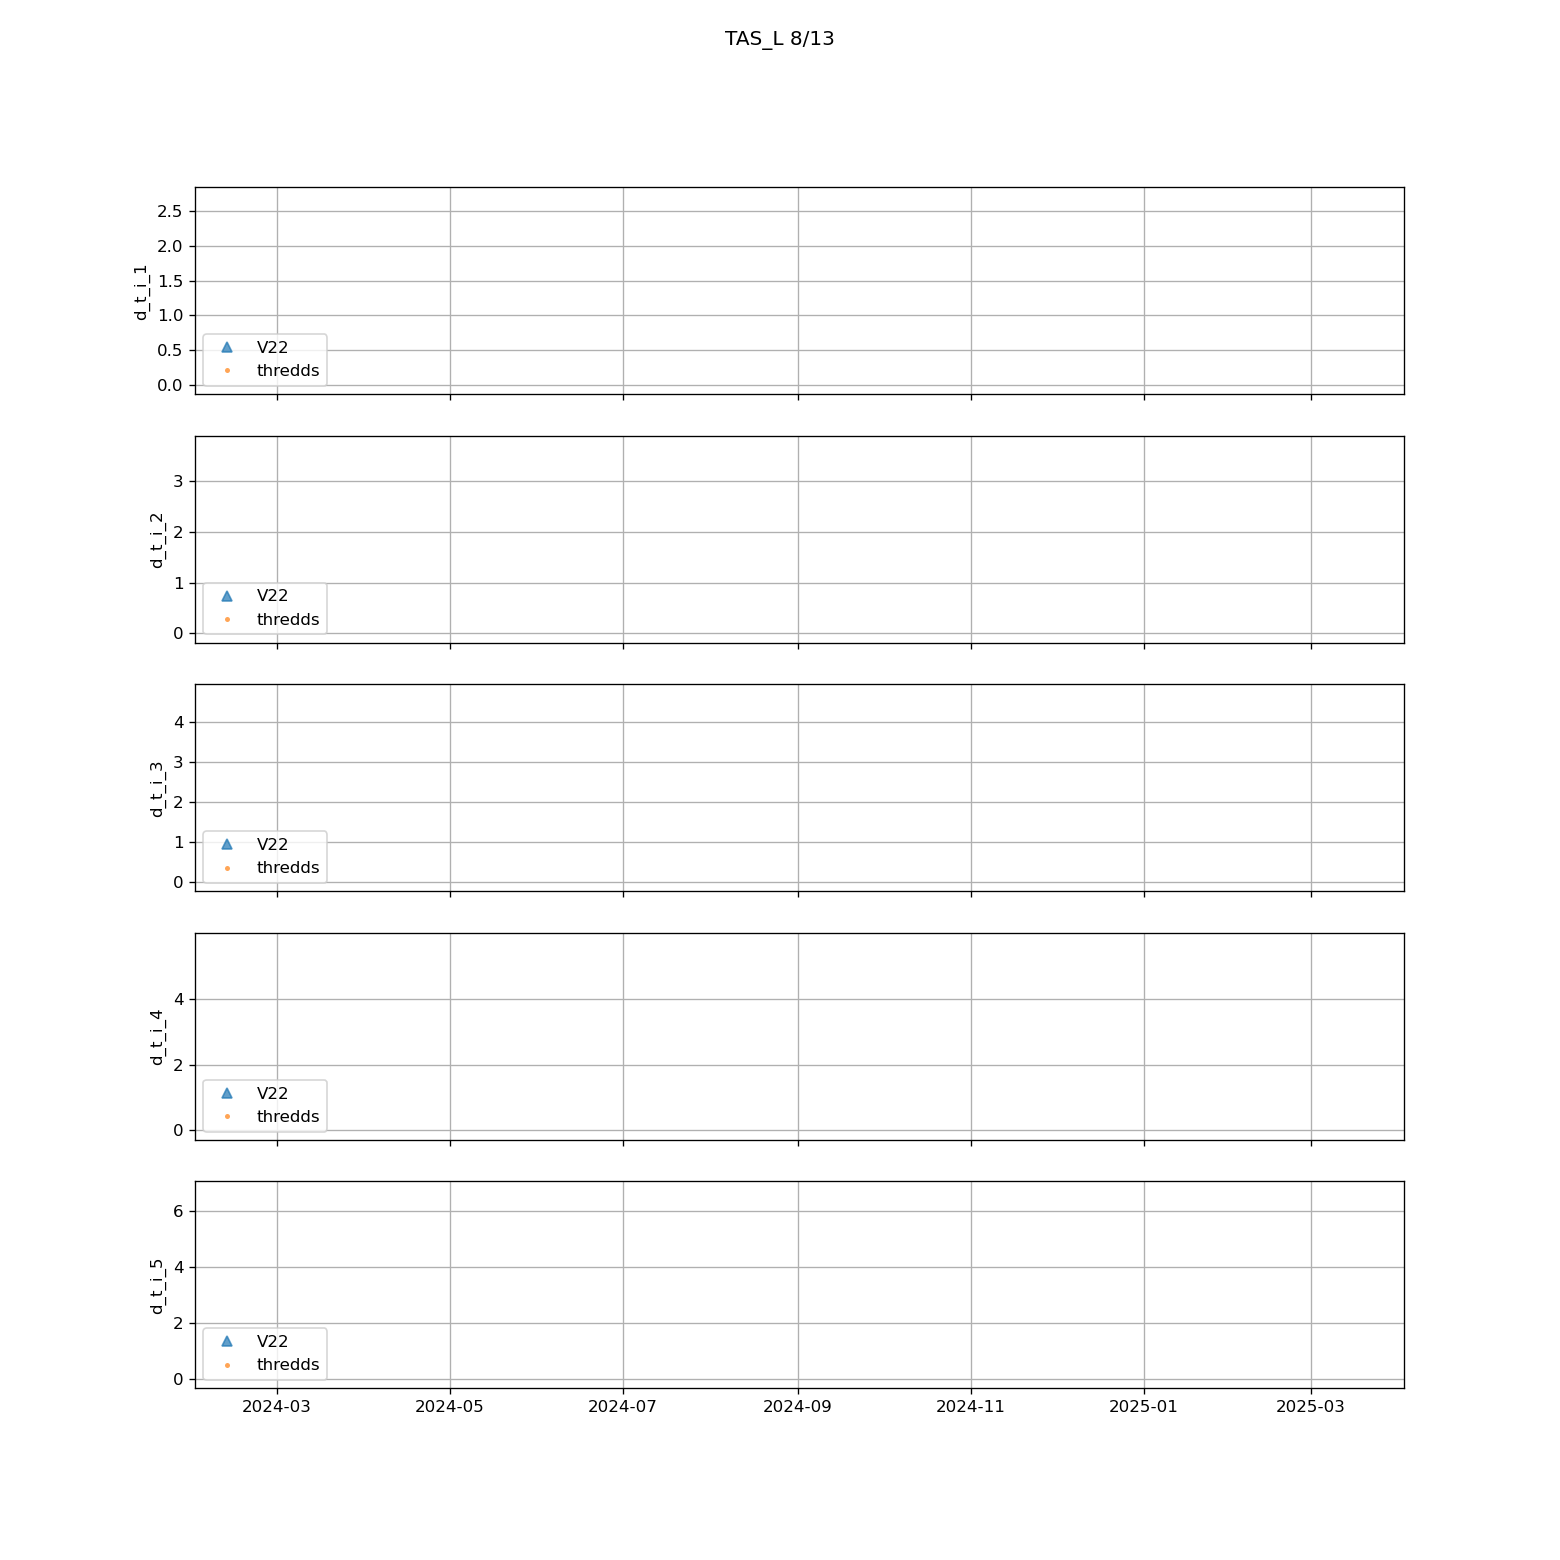 TAS_L 8/13
d_t_i_1
2.5
2.0
1.5
1.0
0.5
0.0
V22
thredds
d_t_i_2
3
2
1
0
V22
thredds
d_t_i_3
4
3
2
1
0
V22
thredds
d_t_i_4
4
2
0
V22
thredds
d_t_i_5
6
4
2
0
V22
thredds
2024-03 2024-05 2024-07 2024-09 2024-11 2025-01 2025-03